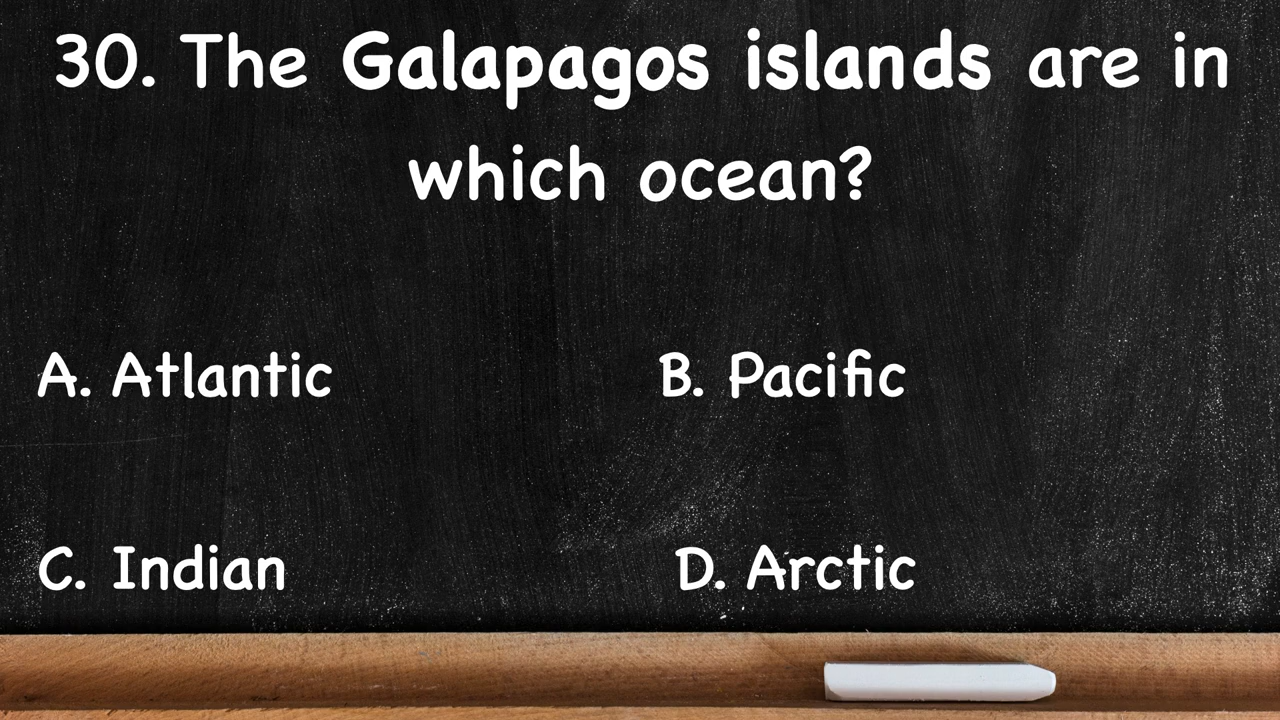 30. The Galapagos islands are in
which ocean?
A. Atlantic
B. Pacific
C. Indian
D. Arctic